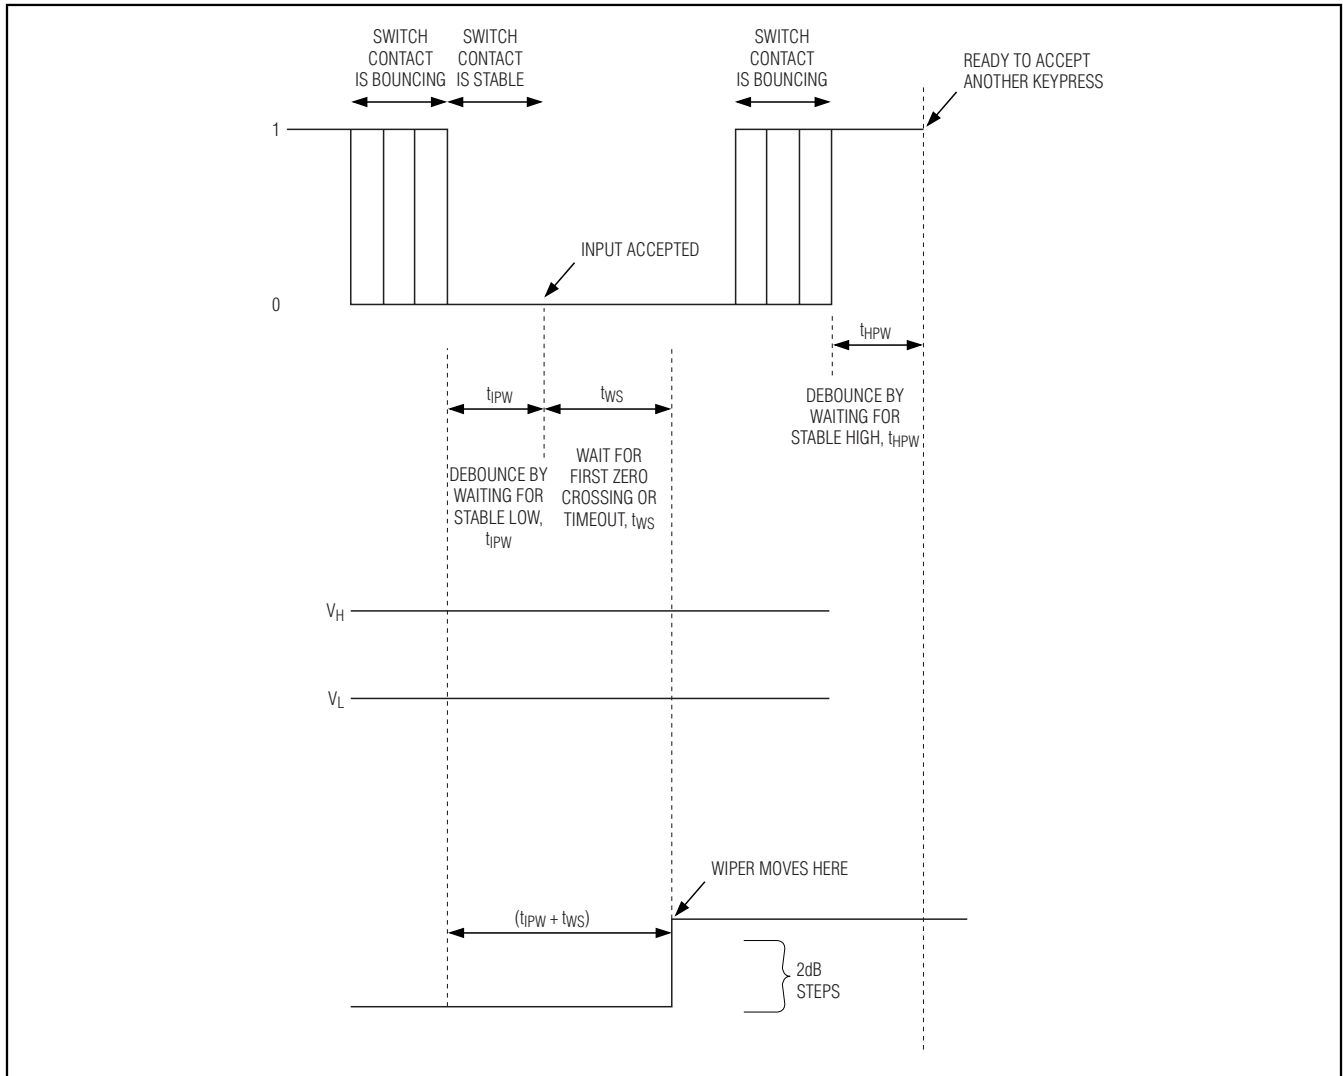 SWITCH
CONTACT
IS BOUNCING
SWITCH
CONTACT
IS STABLE
SWITCH
CONTACT
IS BOUNCING
READY TO ACCEPT
ANOTHER KEYPRESS
1
INPUT ACCEPTED
0
tHPW
DEBOUNCE BY
WAITING FOR
STABLE HIGH, tHPW
tIPW
tWS
DEBOUNCE BY
WAITING FOR
STABLE LOW,
tIPW
WAIT FOR
FIRST ZERO
CROSSING OR
TIMEOUT, tWS
VH
VL
WIPER MOVES HERE
(tIPW + tWS)
2dB
STEPS